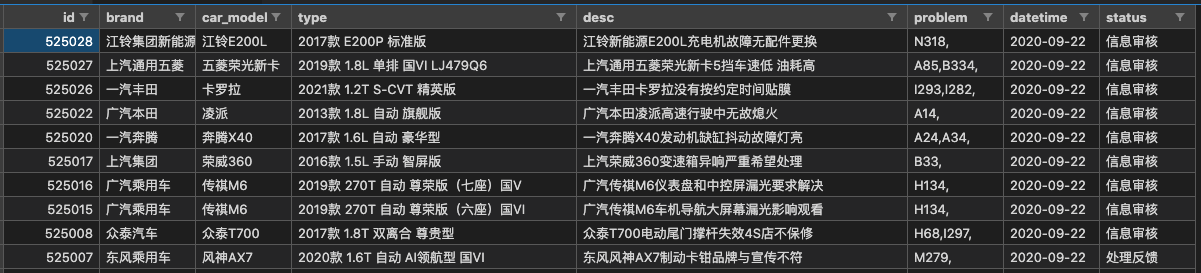 id brand car_model type desc problem datetime status
525028 江铃集团新能源 江铃E200L 2017款 E200P 标准版 江铃新能源E200L充电机故障无配件更换 N318, 2020-09-22 信息审核
525027 上汽通用五菱 五菱荣光新卡 2019款 1.8L 单排 国VI LJ479Q6 上汽通用五菱荣光新卡5挡车速低 油耗高 A85,B334, 2020-09-22 信息审核
525026 一汽丰田 卡罗拉 2021款 1.2T S-CVT 精英版 一汽丰田卡罗拉没有按约定时间贴膜 I293,I282, 2020-09-22 信息审核
525022 广汽本田 凌派 2013款 1.8L 自动 旗舰版 广汽本田凌派高速行驶中无故熄火 A14, 2020-09-22 信息审核
525020 一汽奔腾 奔腾X40 2017款 1.6L 自动 豪华型 一汽奔腾X40发动机缺缸抖动故障灯亮 A24,A34, 2020-09-22 信息审核
525017 上汽集团 荣威360 2016款 1.5L 手动 智屏版 上汽荣威360变速箱异响严重希望处理 B33, 2020-09-22 信息审核
525016 广汽乘用车 传祺M6 2019款 270T 自动 尊荣版（七座）国V 广汽传祺M6仪表盘和中控屏漏光要求解决 H134, 2020-09-22 信息审核
525015 广汽乘用车 传祺M6 2019款 270T 自动 尊荣版（六座）国VI 广汽传祺M6车机导航大屏幕漏光影响观看 H134, 2020-09-22 信息审核
525008 众泰汽车 众泰T700 2017款 1.8T 双离合 尊贵型 众泰T700电动尾门撑杆失效4S店不保修 H68,I297, 2020-09-22 信息审核
525007 东风乘用车 风神AX7 2020款 1.6T 自动 AI领航型 国VI 东风风神AX7制动卡钳品牌与宣传不符 M279, 2020-09-22 处理反馈